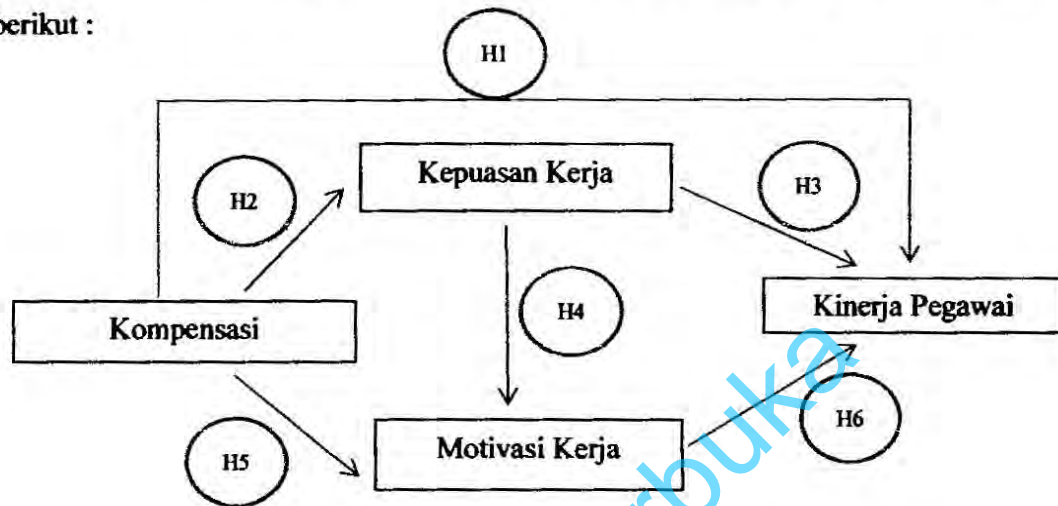 berikut :
H1
Kepuasan Kerja
H3
H2
H4
Kinerja Pegawai
Kompensasi
Motivasi Kerja
H6
H5